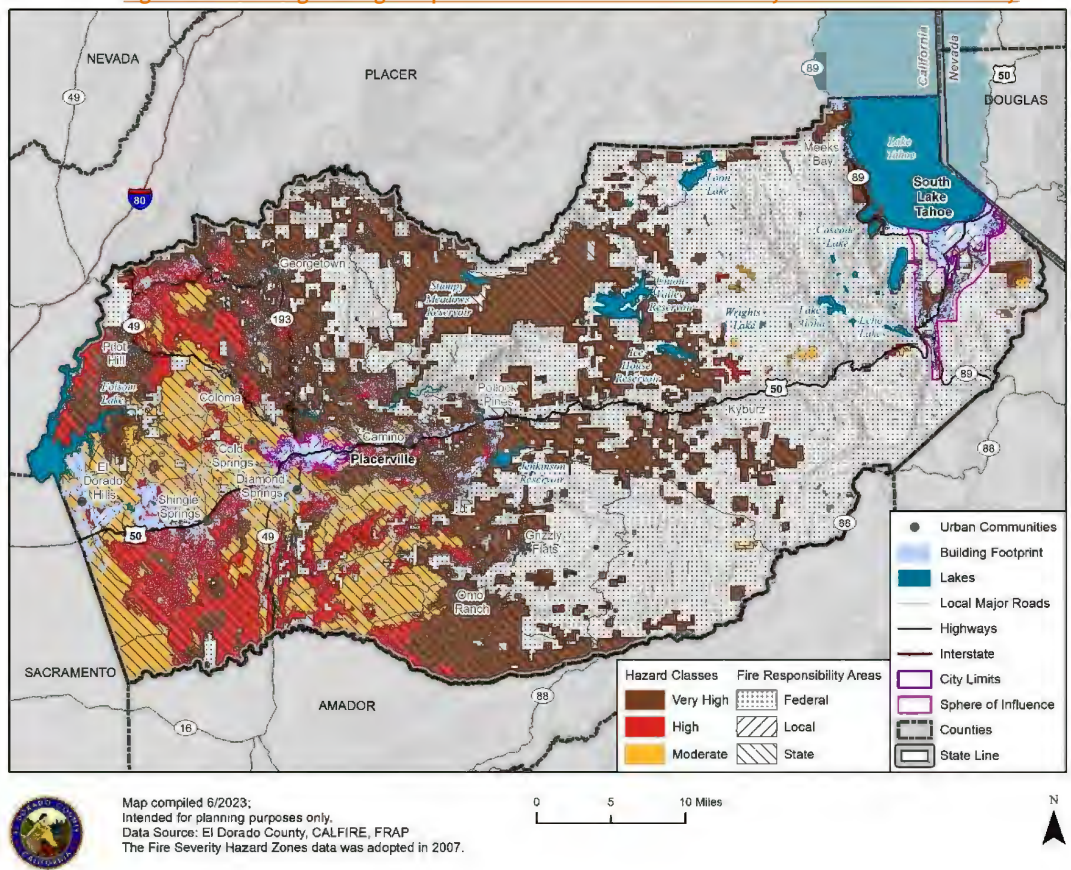 NEVADA
49
PLACER
89
California
Nevada
50
DOUGLAS
80
Meeks
Bay
89
Lake
Tahoe
South
Lake
Tahoe
Loon
Lake
Cascade
Lake
Georgetown
Stumpy
Meadows
Reservoir
Union
Valley
Reservoir
Wrights
Lake
Lake
Aloha
Echo
Lake
49
193
Pilot
Hill
Folsom
Lake
Coloma
Ice
House
Reservoir
50
89
Pollock
Pines
Kyburz
Camino
Placerville
88
Cold
Springs
El
Dorado
Hills
Diamond
Springs
Jenkinson
Reservoir
Shingle
Springs
50
49
Grizzly
Flats
88
Omo
Ranch
SACRAMENTO
AMADOR
88
16
Hazard Classes
Very High
High
Moderate
Fire Responsibility Areas
Federal
Local
State
Urban Communities
Building Footprint
Lakes
Local Major Roads
Highways
Interstate
City Limits
Sphere of Influence
Counties
State Line
Map compiled 6/2023;
Intended for planning purposes only.
Data Source: El Dorado County, CALFIRE, FRAP
The Fire Severity Hazard Zones data was adopted in 2007.
0 5 10 Miles
N